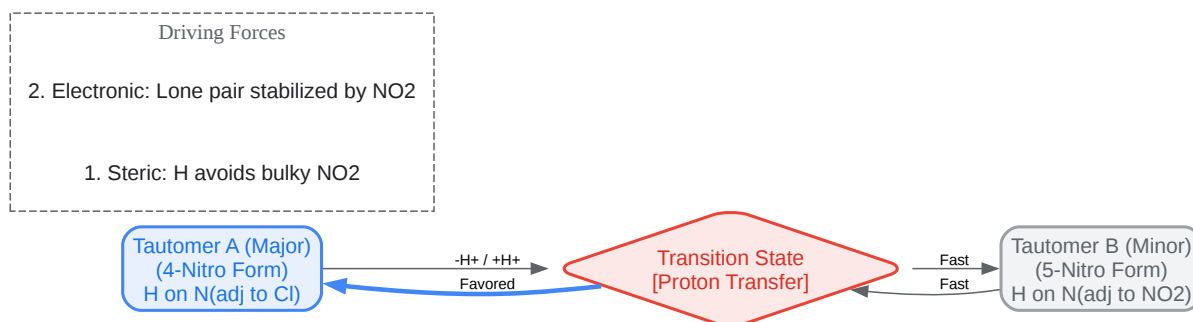 Driving Forces
2. Electronic: Lone pair stabilized by NO2
1. Steric: H avoids bulky NO2
Tautomer A (Major)
(4-Nitro Form)
H on N(adj to Cl)
-H+ / +H+
Favored
Transition State
[Proton Transfer]
Fast
Fast
Tautomer B (Minor)
(5-Nitro Form)
H on N(adj to NO2)